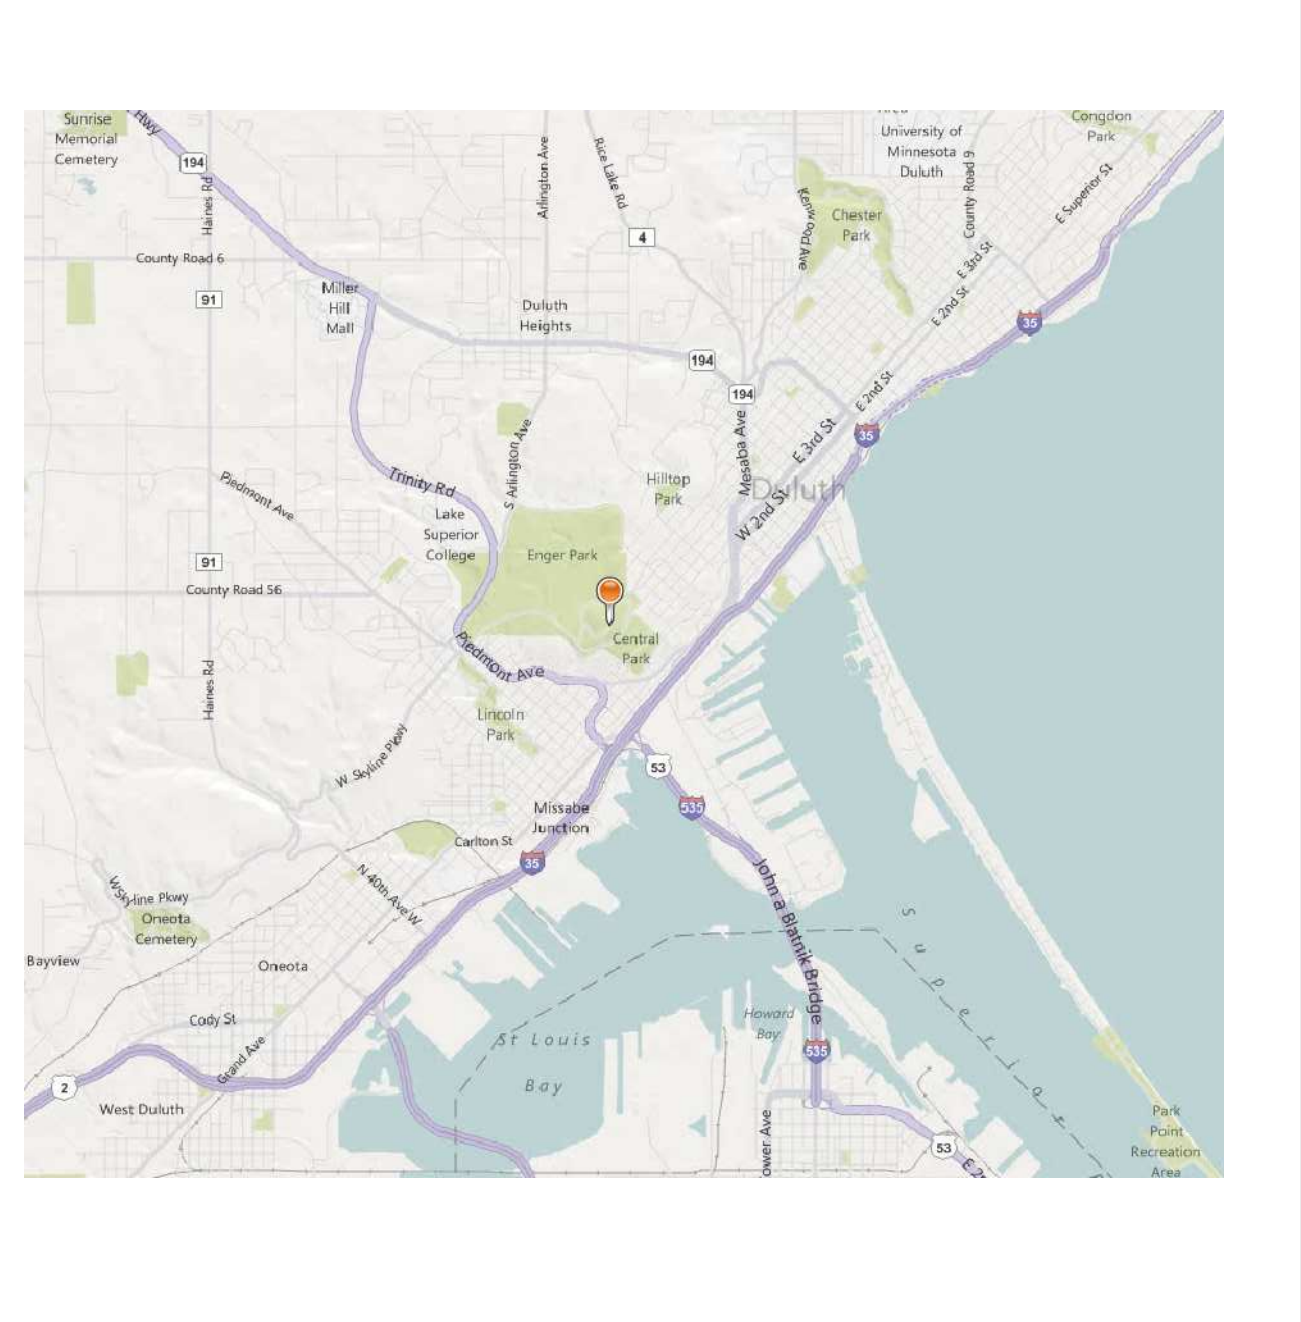 Hwy
Sunrise
Memorial
Cemetery
194
Haines Rd
County Road 6
91
Miller
Hill
Mall
Arlington Ave
Rice Lake Rd
4
Duluth
Heights
194
194
Kenwood Ave
Chester
Park
University of
Minnesota
Duluth
County Road 9
Congdon
Park
E Superior St
E 3rd St
E 2nd St
35
E 2nd St
35
E 3rd St
Mesaba Ave
Duluth
W 2nd St
Hilltop
Park
S Arlington Ave
Trinity Rd
Lake
Superior
College
Piedmont Ave
91
County Road 56
Enger Park
Central
Park
Piedmont Ave
Haines Rd
Lincoln
Park
W Skyline Pkwy
53
535
Missabe
Junction
Carlton St
35
N 40th Ave W
W Skyline Pkwy
Oneota
Cemetery
Bayview
Oneota
Cody St
Grand Ave
2
West Duluth
St Louis
Bay
John a Blatnik Bridge
Howard
Bay
535
Superior
53
Park
Point
Recreation
Area